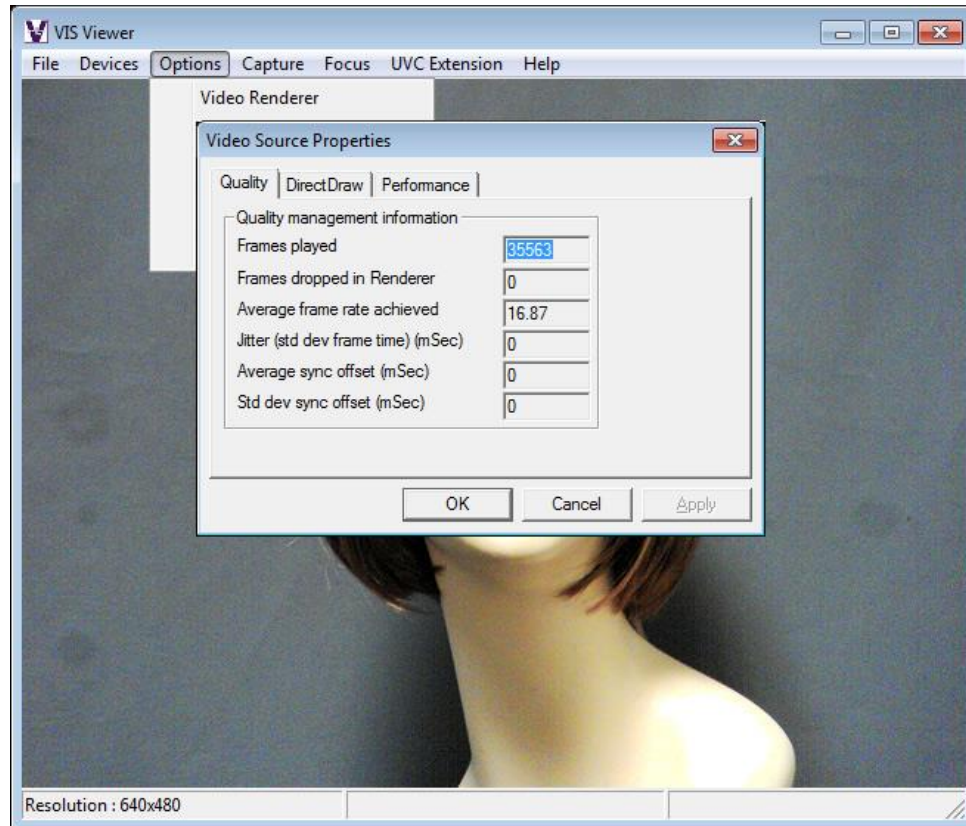 VIS Viewer
File Devices Options Capture Focus UVC Extension Help
Video Renderer
Video Source Properties
Quality DirectDraw Performance
Quality management information
Frames played 35563
Frames dropped in Renderer 0
Average frame rate achieved 16.87
Jitter (std dev frame time) (mSec) 0
Average sync offset (mSec) 0
Std dev sync offset (mSec) 0
OK Cancel Apply
Resolution : 640x480